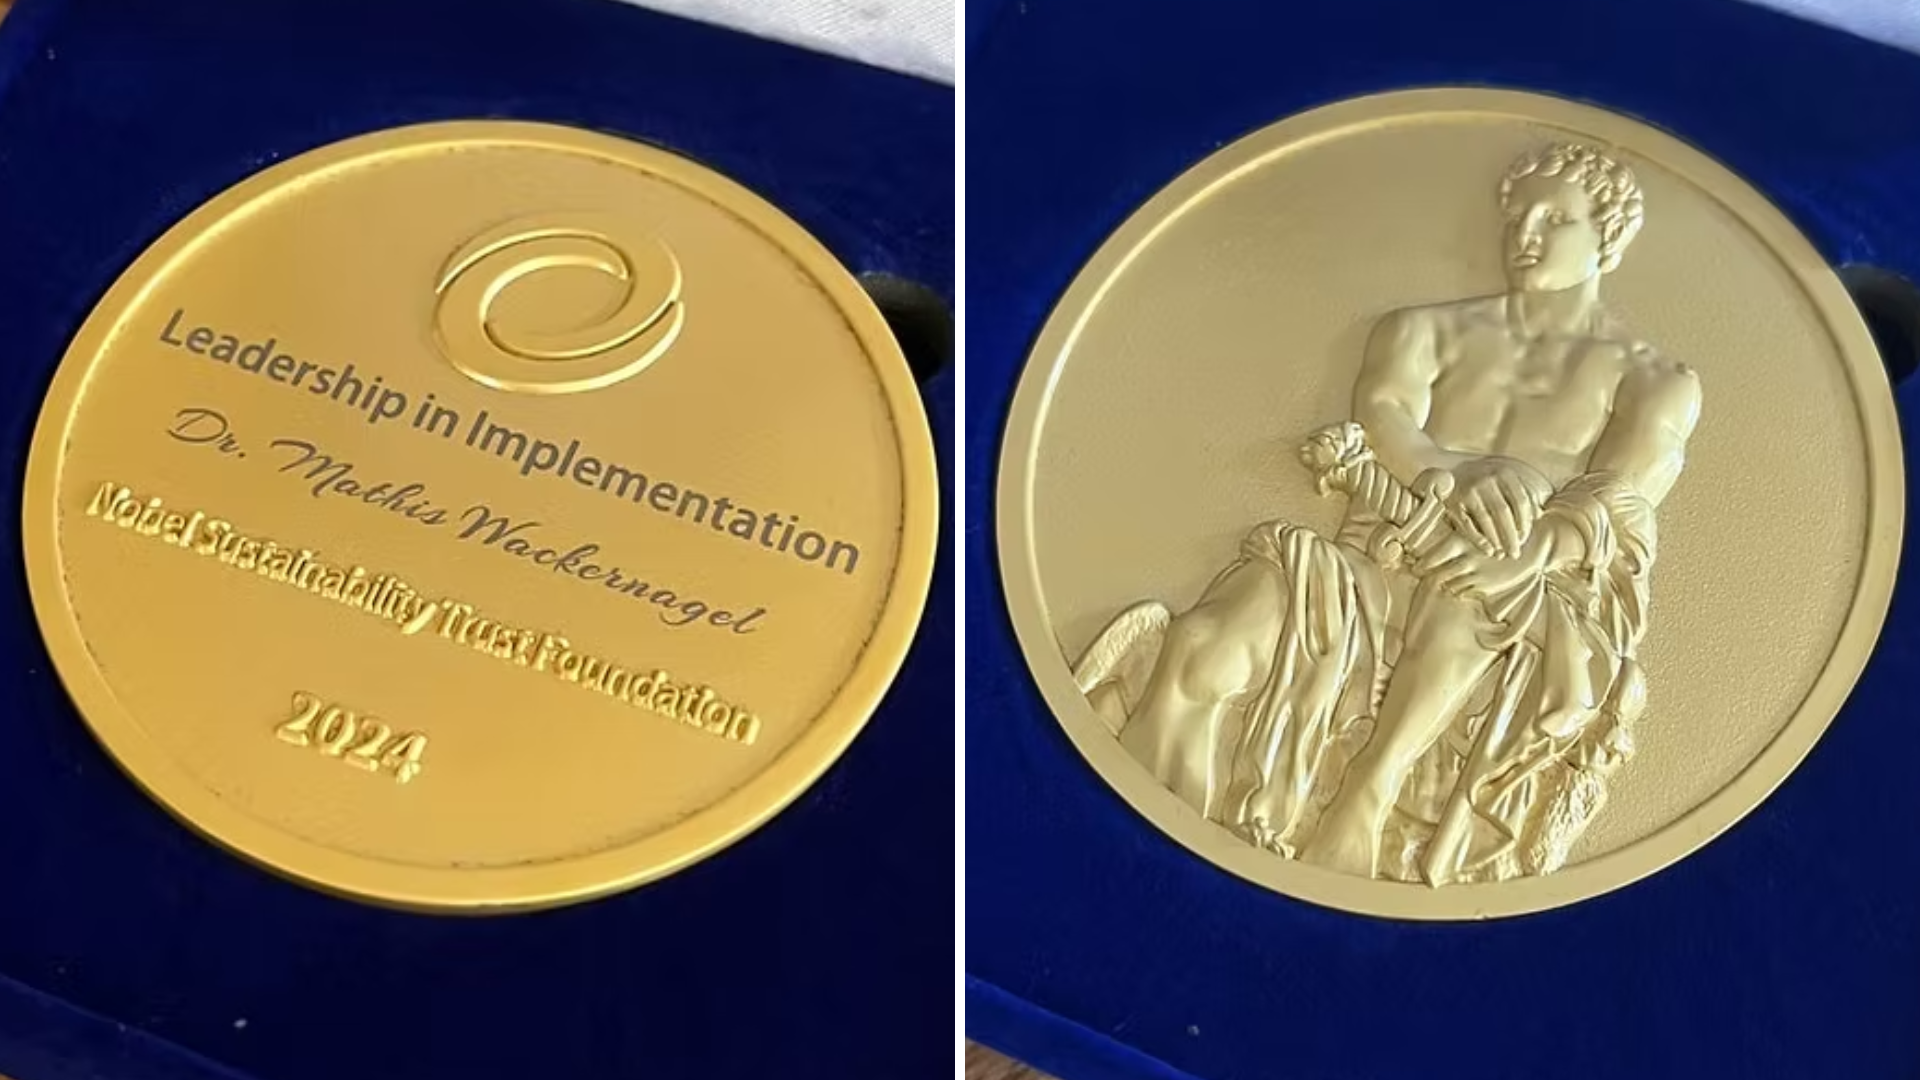 Leadership in Implementation
Dr. Mathis Wackernagel
Nobel Sustainability Trust Foundation
2024